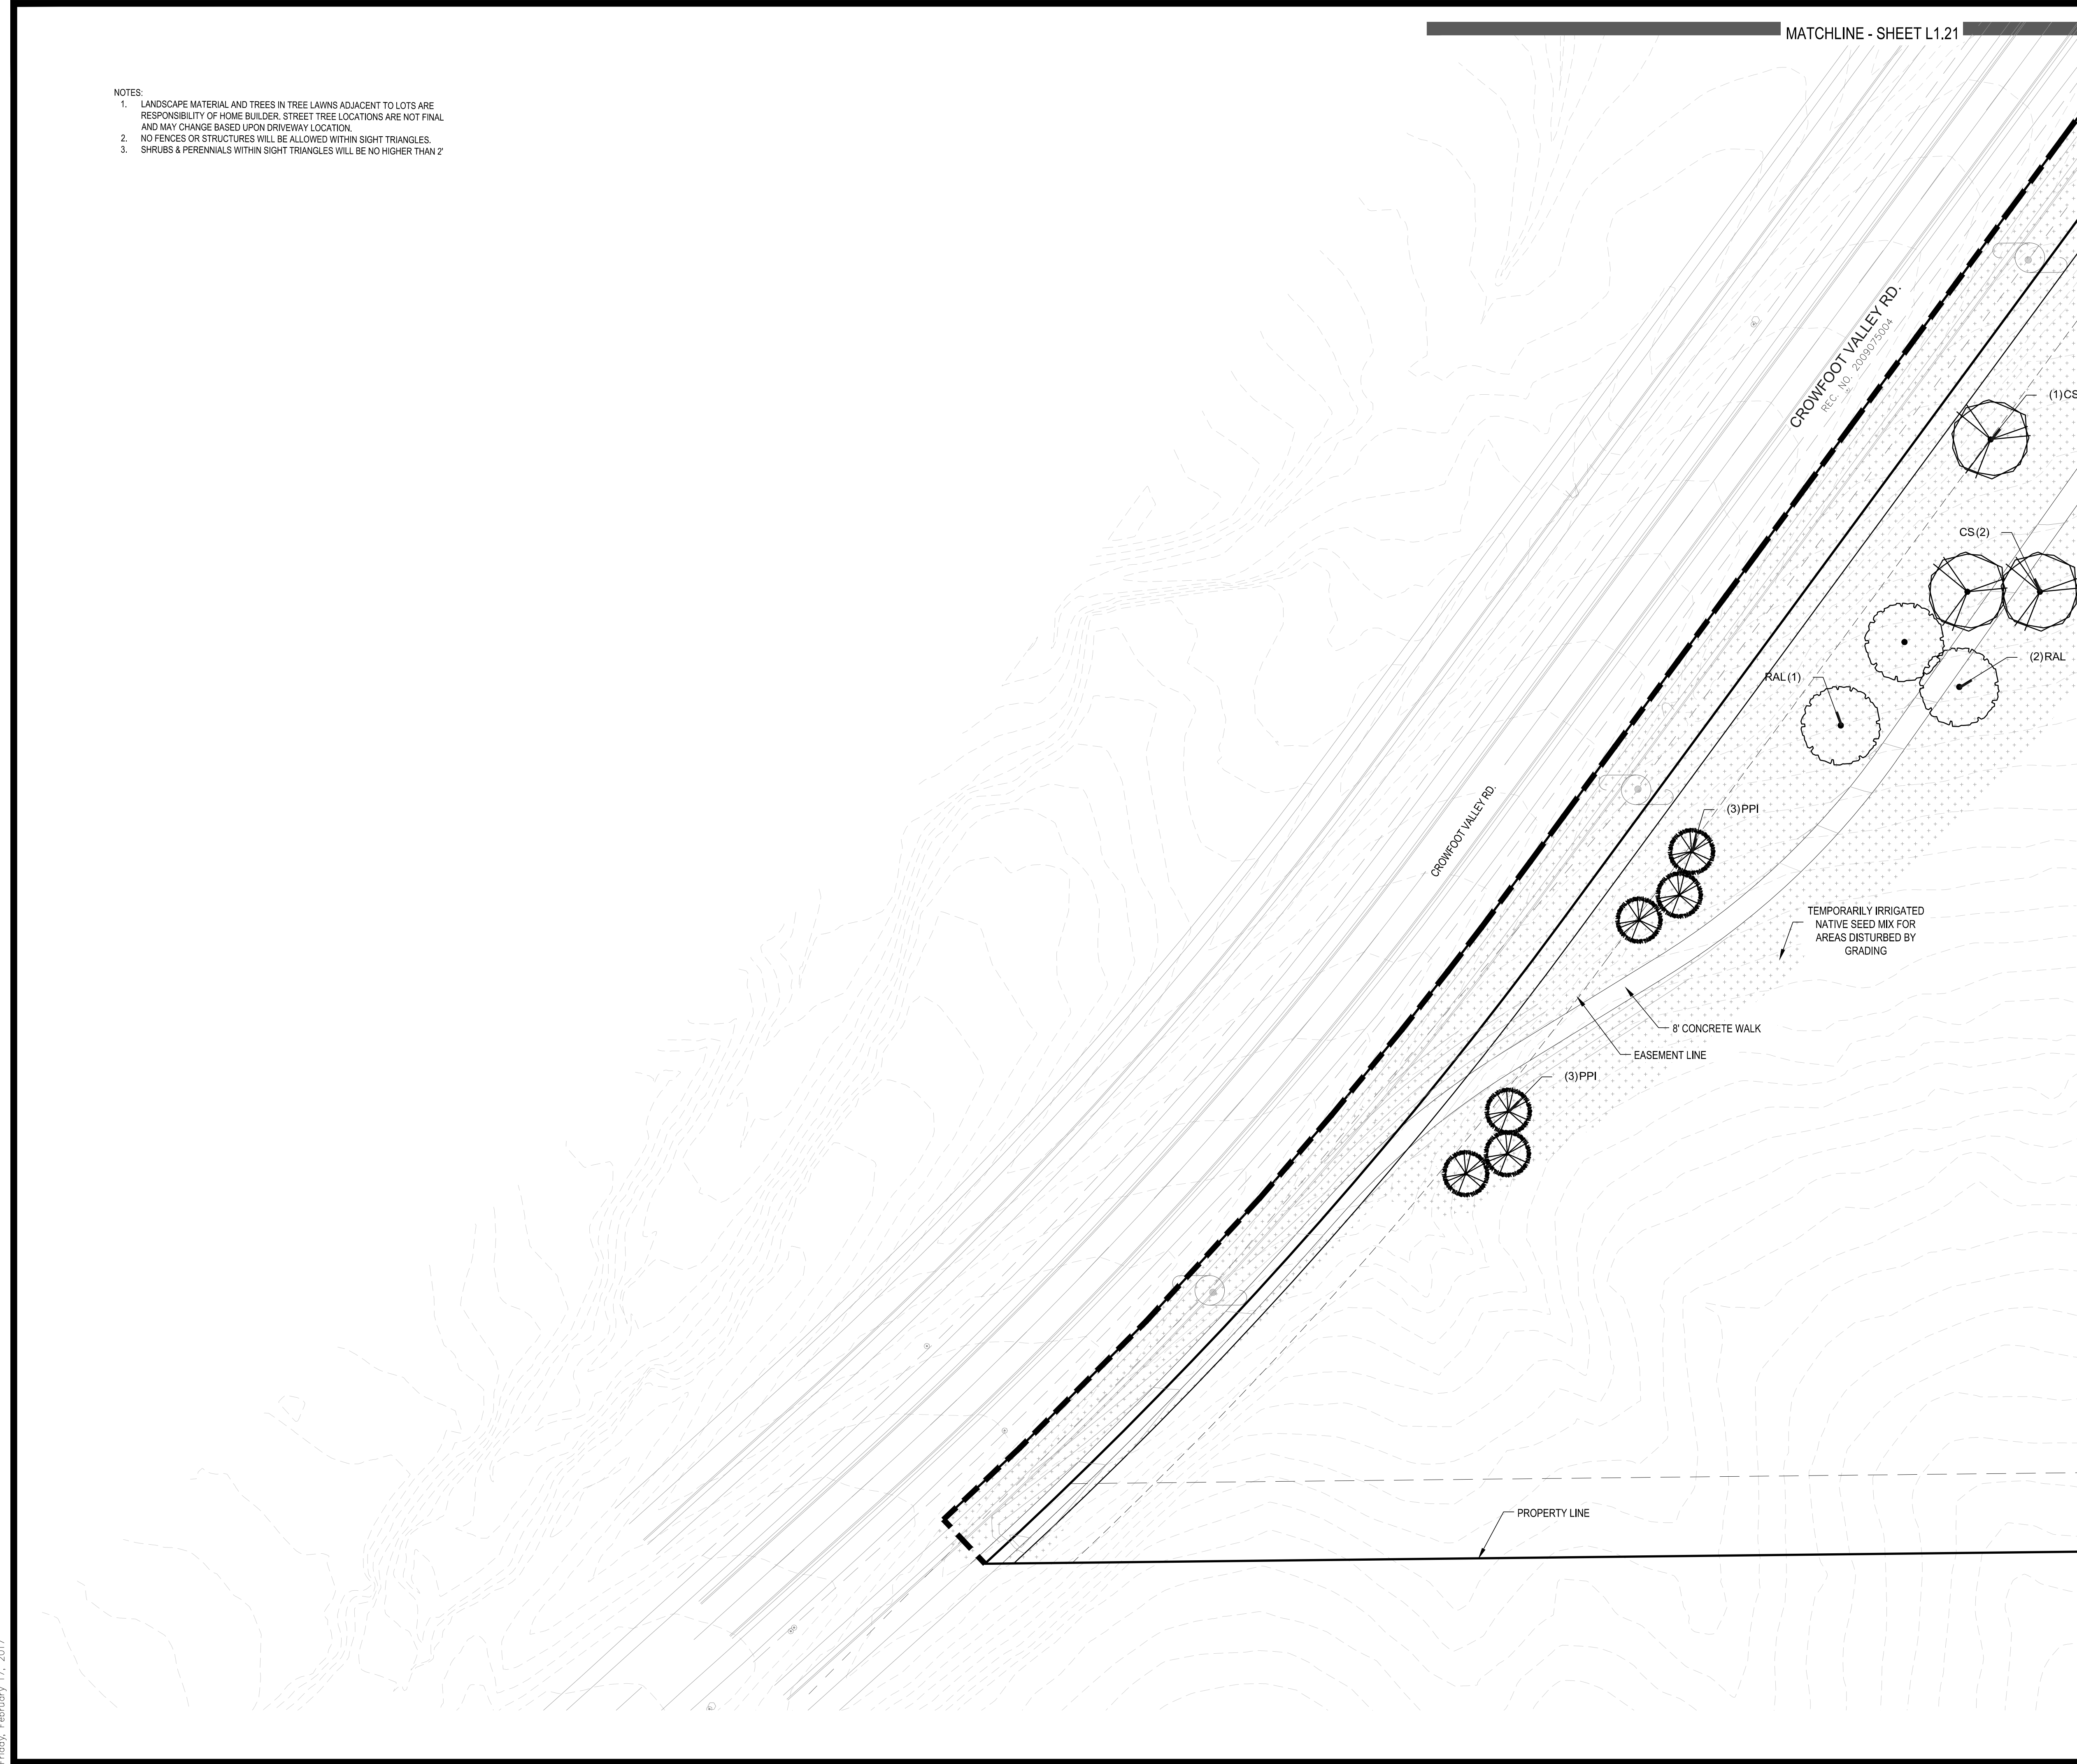 MATCHLINE - SHEET L1.21
NOTES:
1. LANDSCAPE MATERIAL AND TREES IN TREE LAWNS ADJACENT TO LOTS ARE
RESPONSIBILITY OF HOME BUILDER. STREET TREE LOCATIONS ARE NOT FINAL
AND MAY CHANGE BASED UPON DRIVEWAY LOCATION.
2. NO FENCES OR STRUCTURES WILL BE ALLOWED WITHIN SIGHT TRIANGLES.
3. SHRUBS & PERENNIALS WITHIN SIGHT TRIANGLES WILL BE NO HIGHER THAN 2'
CROWFOOT VALLEY RD.
REC. NO. 2009075004
(1)CS
CS(2)
(2)RAL
RAL(1)
(3)PPI
CROWFOOT VALLEY RD.
TEMPORARILY IRRIGATED
NATIVE SEED MIX FOR
AREAS DISTURBED BY
GRADING
8' CONCRETE WALK
EASEMENT LINE
(3)PPI
PROPERTY LINE
Friday, February 17, 2017